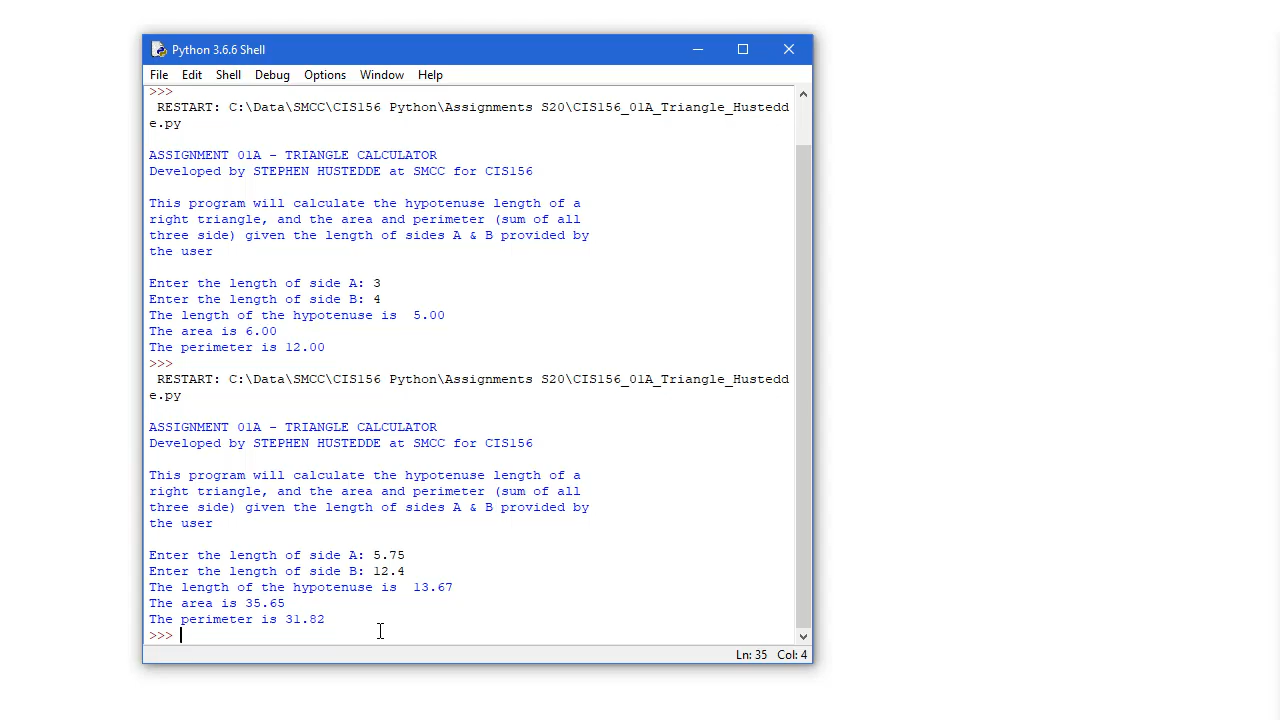 Python 3.6.6 Shell
File Edit Shell Debug Options Window Help
>>>
RESTART: C:\Data\SMCC\CIS156 Python\Assignments S20\CIS156_01A_Triangle_Hustedd
e.py
ASSIGNMENT 01A - TRIANGLE CALCULATOR
Developed by STEPHEN HUSTEDDE at SMCC for CIS156
This program will calculate the hypotenuse length of a
right triangle, and the area and perimeter (sum of all
three side) given the length of sides A & B provided by
the user
Enter the length of side A: 3
Enter the length of side B: 4
The length of the hypotenuse is  5.00
The area is 6.00
The perimeter is 12.00
>>>
RESTART: C:\Data\SMCC\CIS156 Python\Assignments S20\CIS156_01A_Triangle_Hustedd
e.py
ASSIGNMENT 01A - TRIANGLE CALCULATOR
Developed by STEPHEN HUSTEDDE at SMCC for CIS156
This program will calculate the hypotenuse length of a
right triangle, and the area and perimeter (sum of all
three side) given the length of sides A & B provided by
the user
Enter the length of side A: 5.75
Enter the length of side B: 12.4
The length of the hypotenuse is  13.67
The area is 35.65
The perimeter is 31.82
>>>
Ln: 35 Col: 4